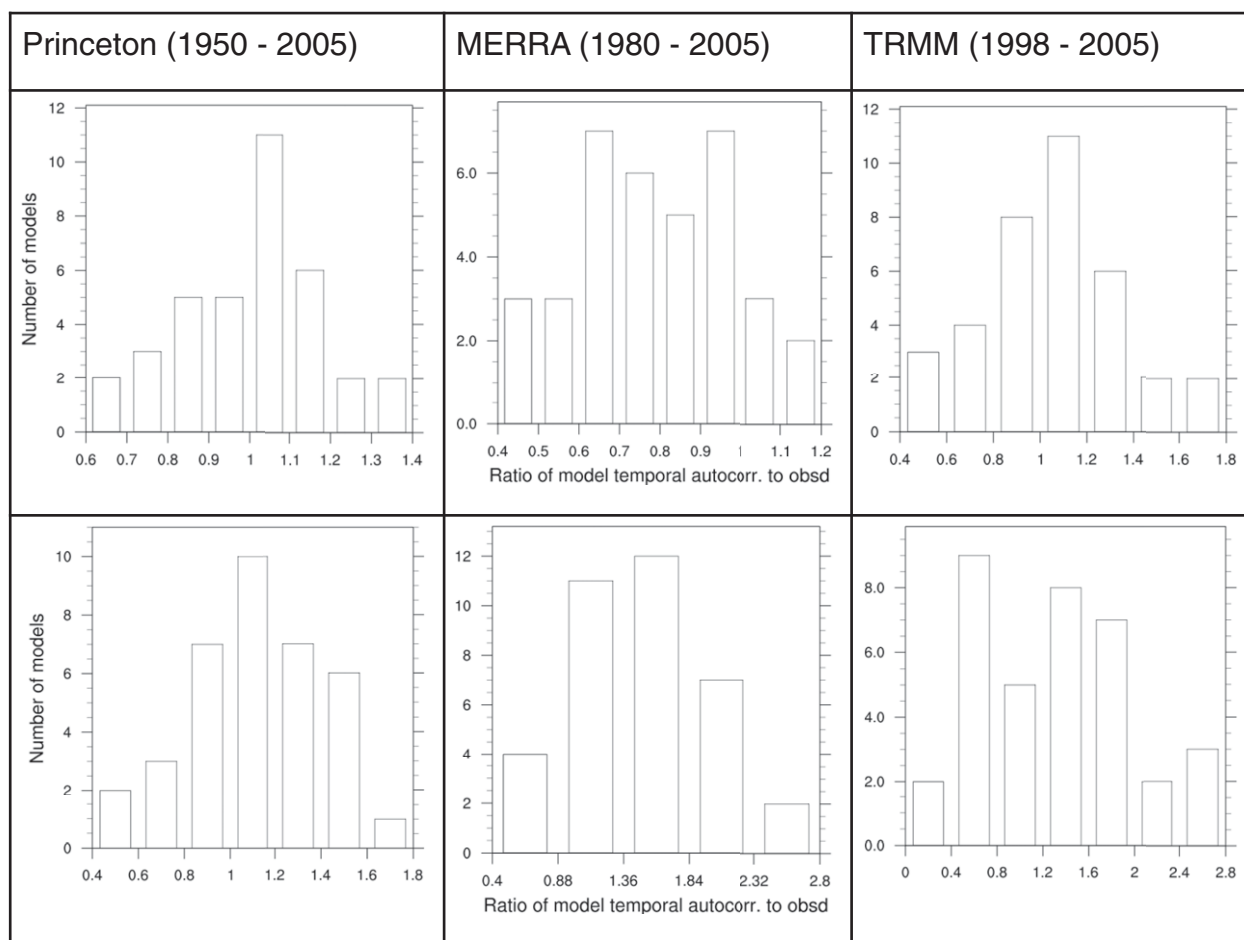 Princeton (1950 - 2005)
MERRA (1980 - 2005)
TRMM (1998 - 2005)
Number of models
12
10
8
6
4
2
0
0.6 0.7 0.8 0.9 1 1.1 1.2 1.3 1.4
6.0
4.0
2.0
0.0
0.4 0.5 0.6 0.7 0.8 0.9 1 1.1 1.2
Ratio of model temporal autocorr. to obsd
12
10
8
6
4
2
0
0.4 0.6 0.8 1 1.2 1.4 1.6 1.8
Number of models
10
8
6
4
2
0
0.4 0.6 0.8 1 1.2 1.4 1.6 1.8
12
10
8
6
4
2
0
0.4 0.88 1.36 1.84 2.32 2.8
Ratio of model temporal autocorr. to obsd
8.0
6.0
4.0
2.0
0.0
0 0.4 0.8 1.2 1.6 2 2.4 2.8